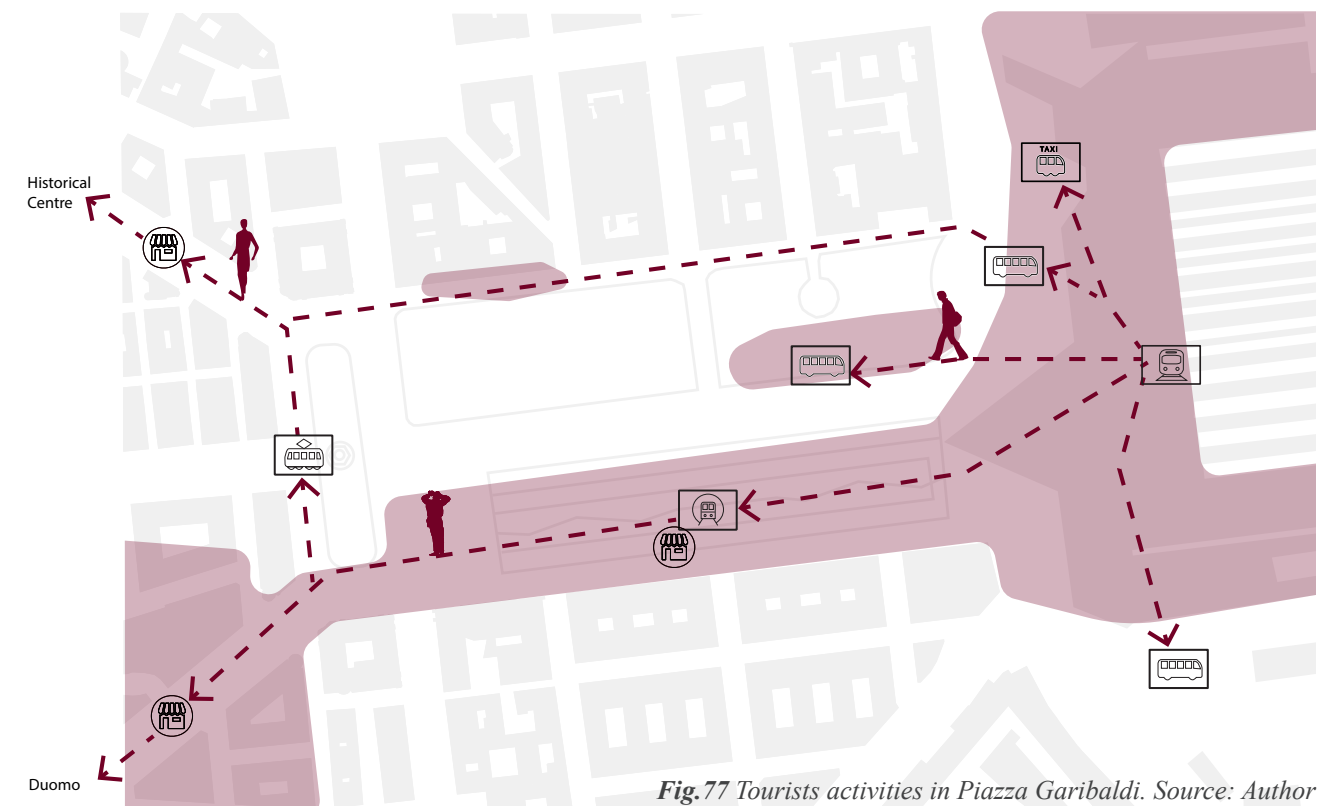 TAXI
Historical
Centre
Duomo
Fig.77 Tourists activities in Piazza Garibaldi. Source: Author